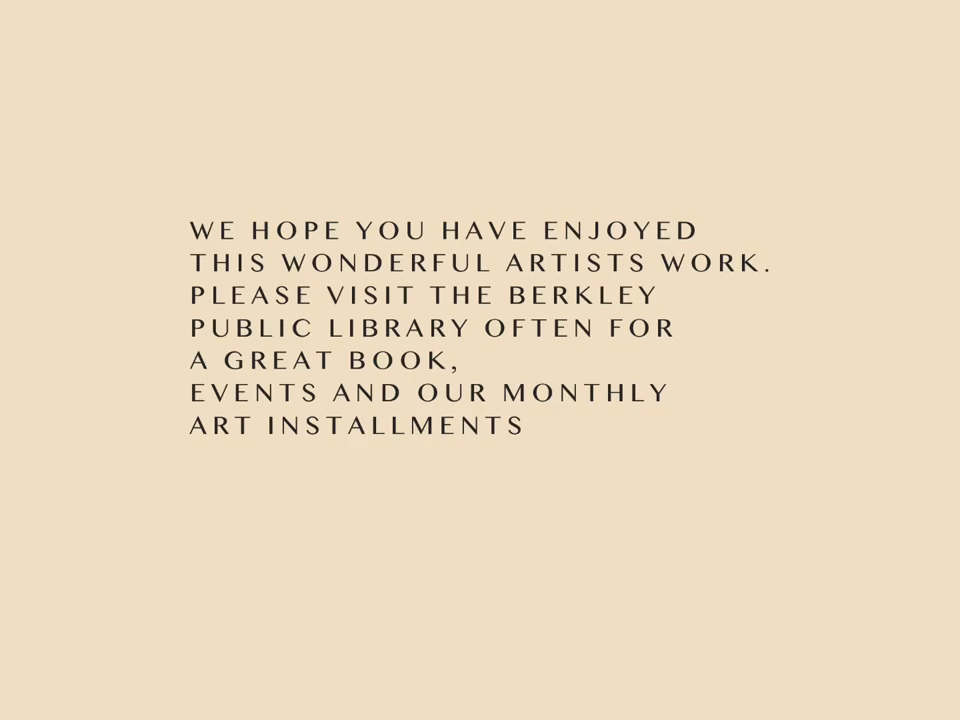 WE HOPE YOU HAVE ENJOYED
THIS WONDERFUL ARTISTS WORK.
PLEASE VISIT THE BERKLEY
PUBLIC LIBRARY OFTEN FOR
A GREAT BOOK,
EVENTS AND OUR MONTHLY
ART INSTALLMENTS